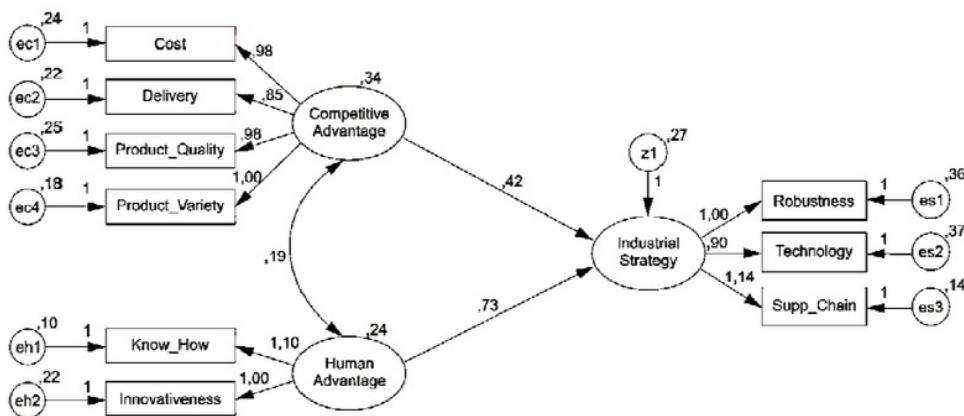 ,24
ec1
1
Cost
,98
,22
ec2
1
Delivery
,85
,25
ec3
1
Product_Quality
,98
,18
ec4
1
Product_Variety
1,00
,34
Competitive
Advantage
,19
,42
,27
z1
1
Industrial
Strategy
1,00
Robustness
1
es1
,36
,90
Technology
1
es2
,37
1,14
Supp_Chain
1
es3
,14
,73
,10
eh1
1
Know_How
1,10
,24
Human
Advantage
,22
eh2
1
Innovativeness
1,00